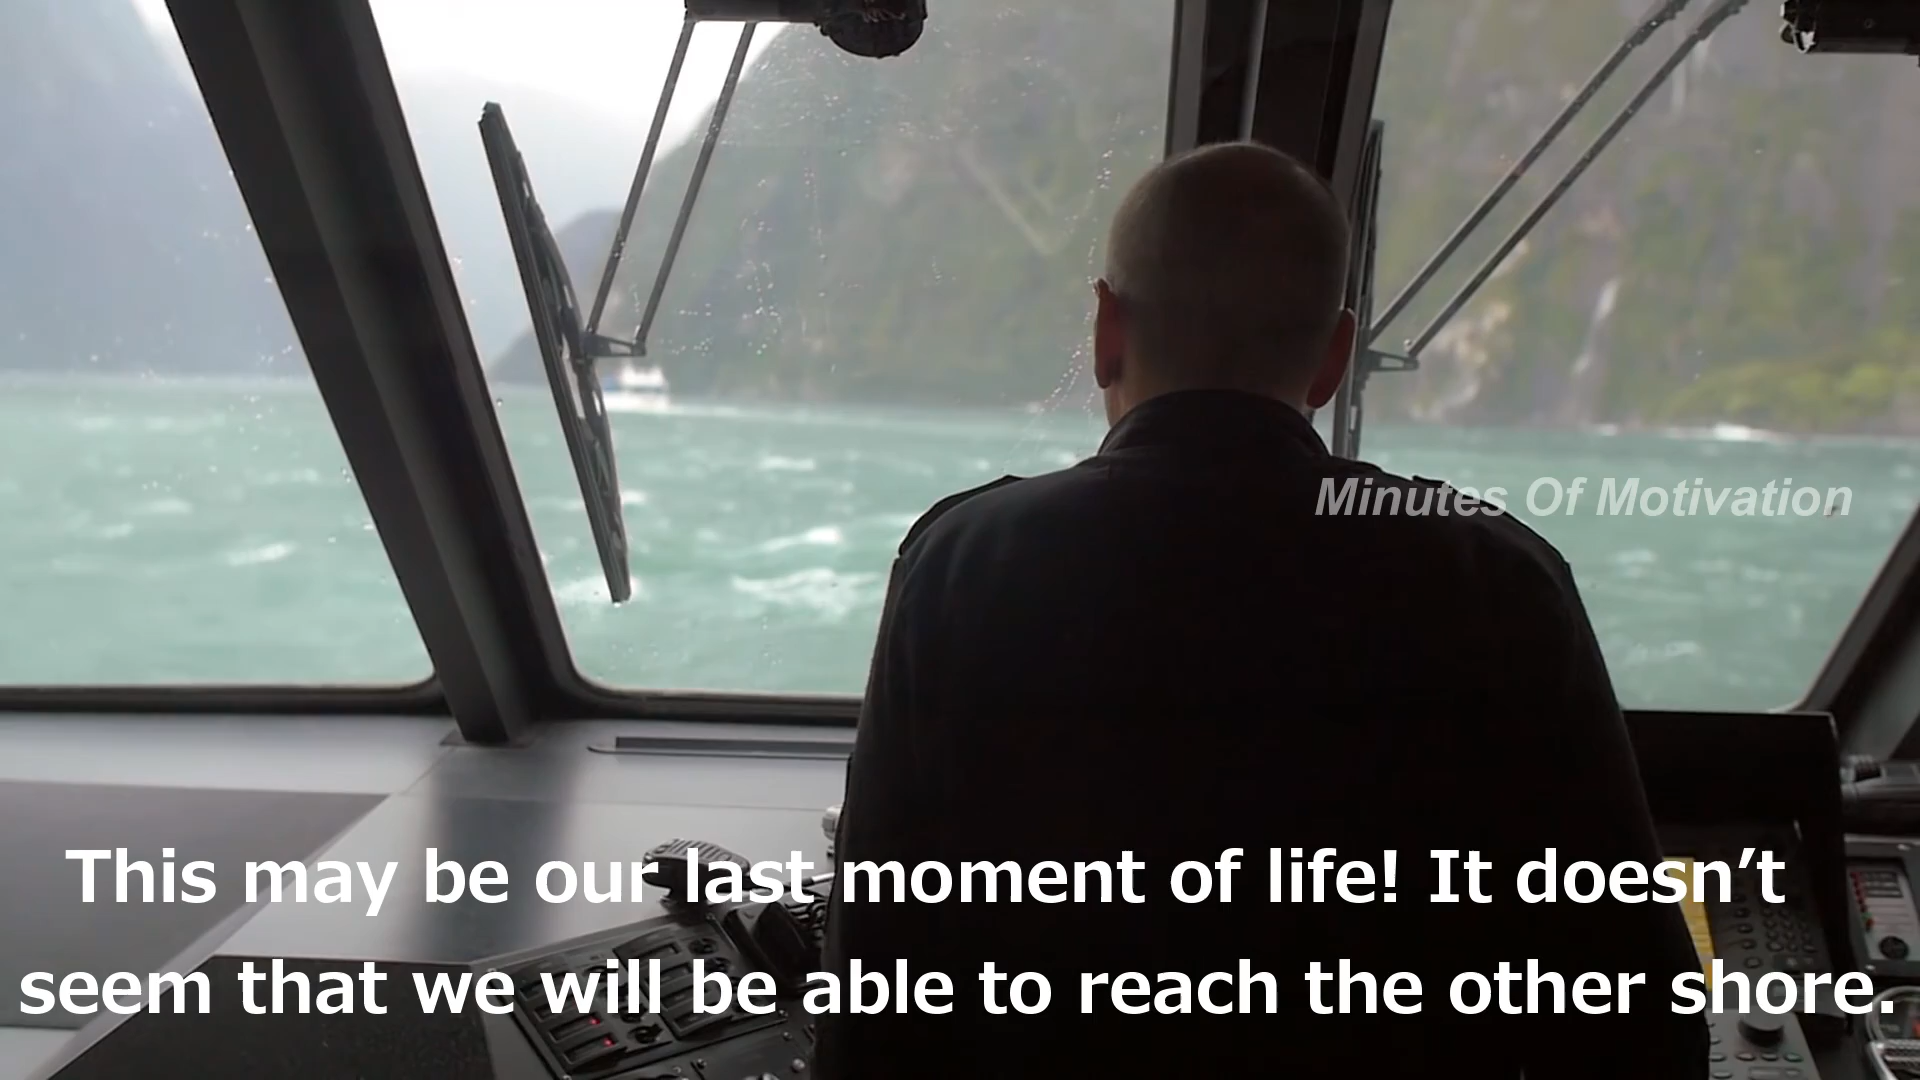 Minutes Of Motivation
This may be our last moment of life! It doesn’t
seem that we will be able to reach the other shore.